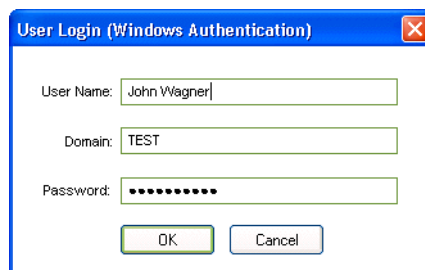 User Login (Windows Authentication)
User Name: John Wagner
Domain: TEST
Password: ••••••••••
OK Cancel